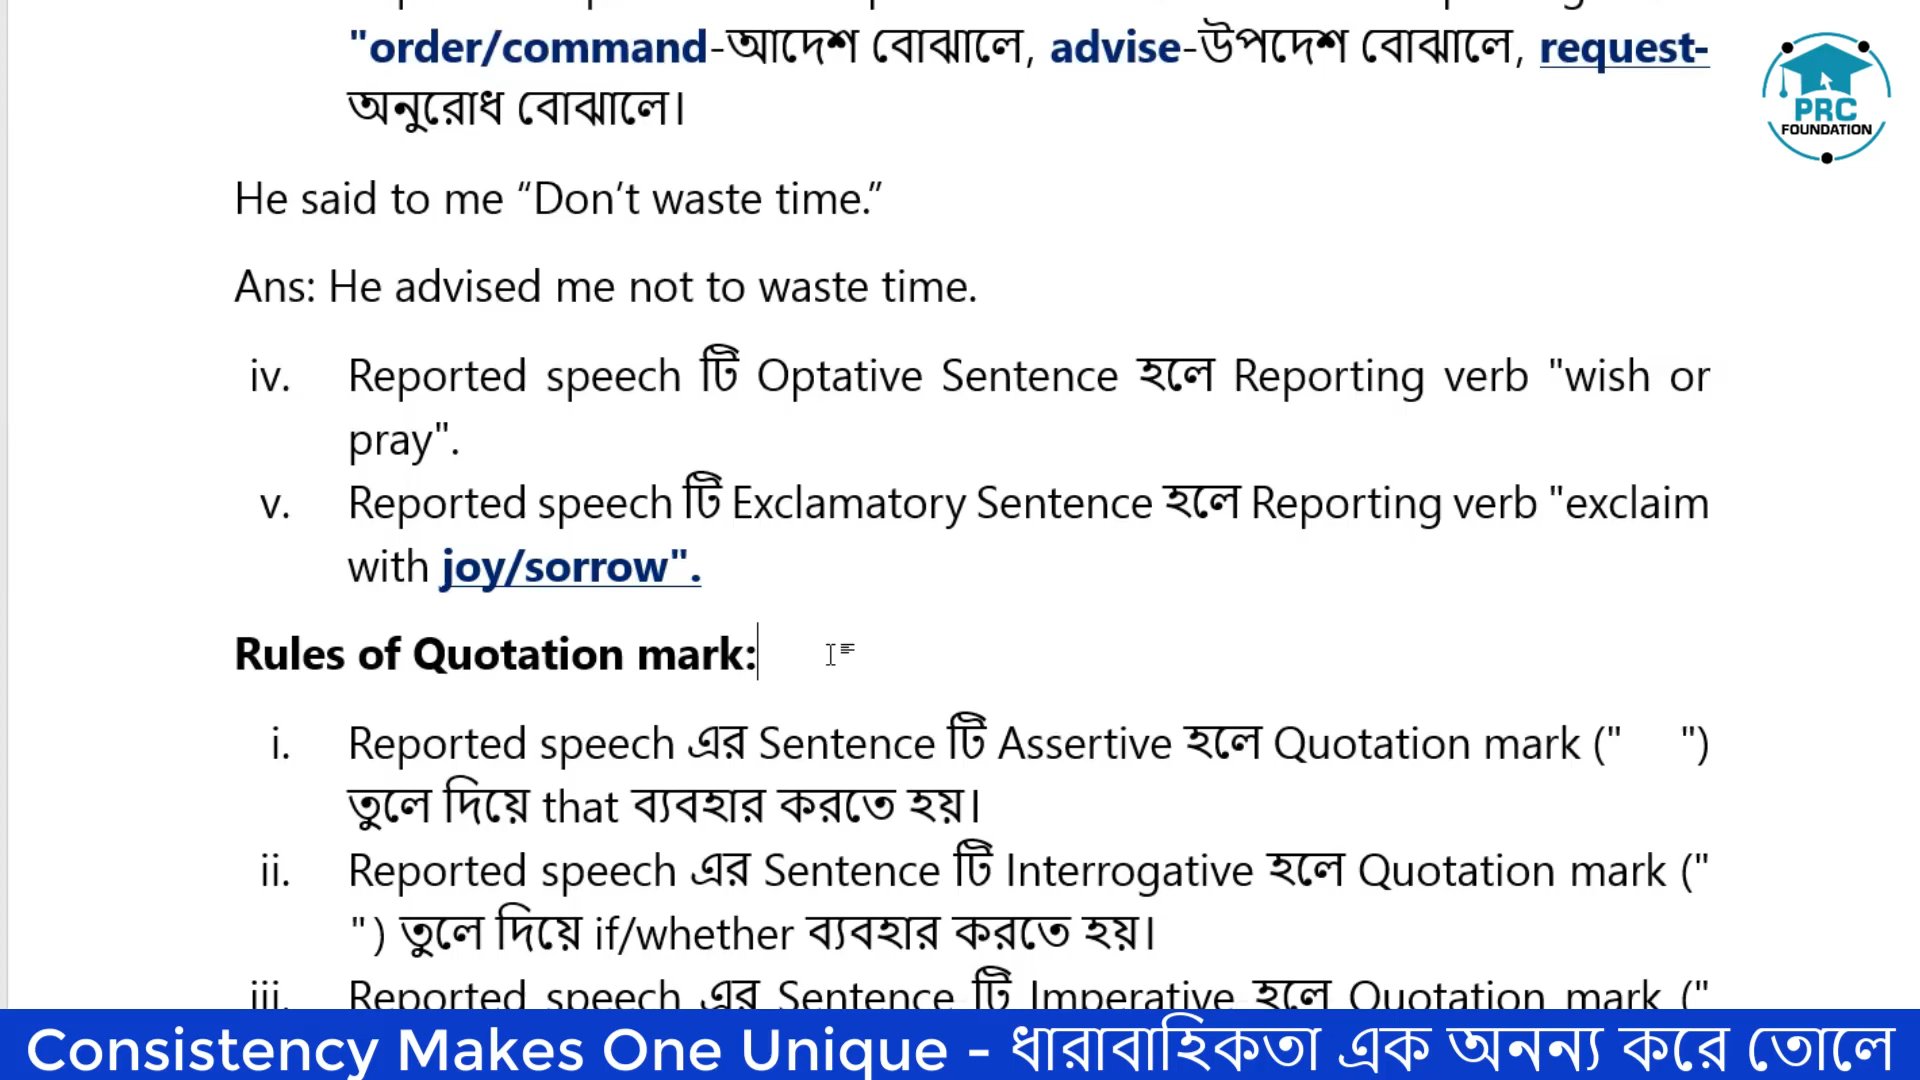 "order/command-আদেশ বোঝালে, advise-উপদেশ বোঝালে, request-
অনুরোধ বোঝালে।
PRC
FOUNDATION
He said to me “Don’t waste time.”
Ans: He advised me not to waste time.
iv. Reported speech টি Optative Sentence হলে Reporting verb "wish or
pray".
v. Reported speech টি Exclamatory Sentence হলে Reporting verb "exclaim
with joy/sorrow".
Rules of Quotation mark:
i. Reported speech এর Sentence টি Assertive হলে Quotation mark (" ")
তুলে দিয়ে that ব্যবহার করতে হয়।
ii. Reported speech এর Sentence টি Interrogative হলে Quotation mark ("
") তুলে দিয়ে if/whether ব্যবহার করতে হয়।
iii. Reported speech এর Sentence টি Imperative হলে Quotation mark ("
Consistency Makes One Unique - ধারাবাহিকতা এক অনন্য করে তোলে